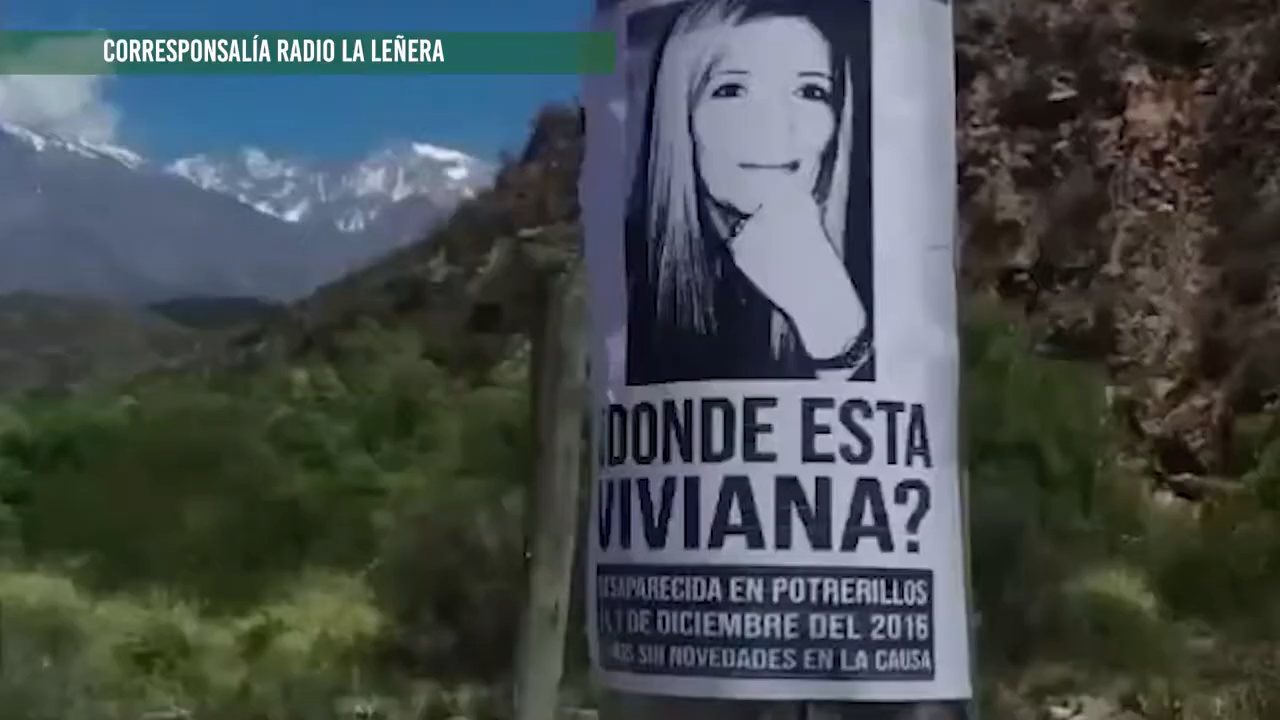 CORRESPONSALÍA RADIO LA LEÑERA
¿DONDE ESTA
VIVIANA?
DESAPARECIDA EN POTRERILLOS
1 DE DICIEMBRE DEL 2016
SIN NOVEDADES EN LA CAUSA